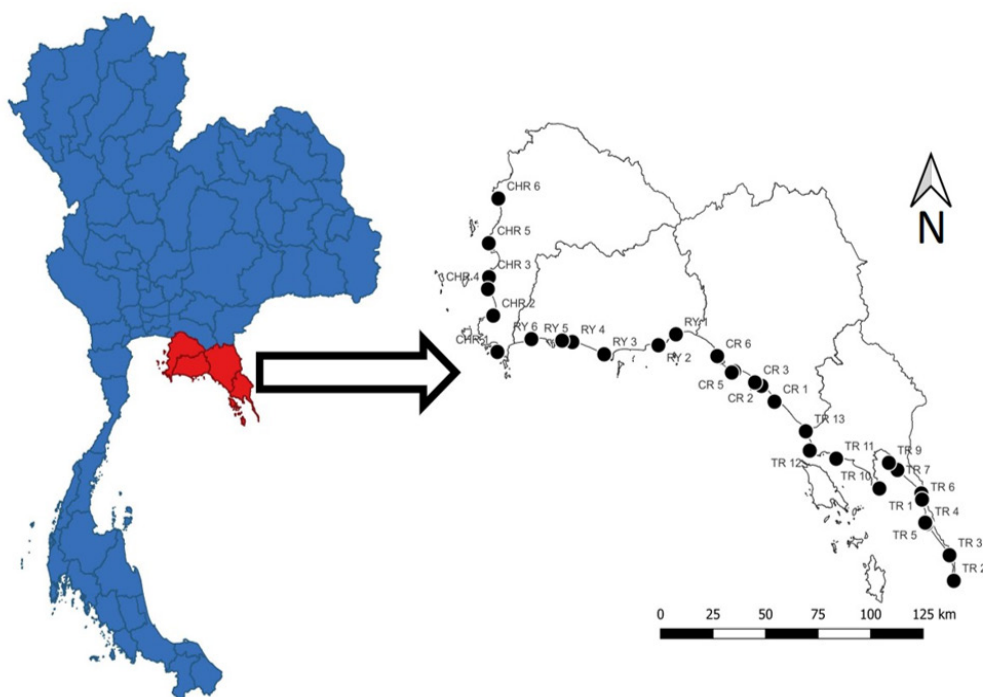 CHR 6
N
CHR 5
CHR 3
CHR 4
CHR 2
CHR 1
RY 6
RY 5
RY 4
RY 3
RY 2
RY 1
CR 6
CR 5
CR 3
CR 2
CR 1
TR 13
TR 12
TR 11
TR 10
TR 9
TR 7
TR 1
TR 6
TR 4
TR 5
TR 3
TR 2
0 25 50 75 100 125 km